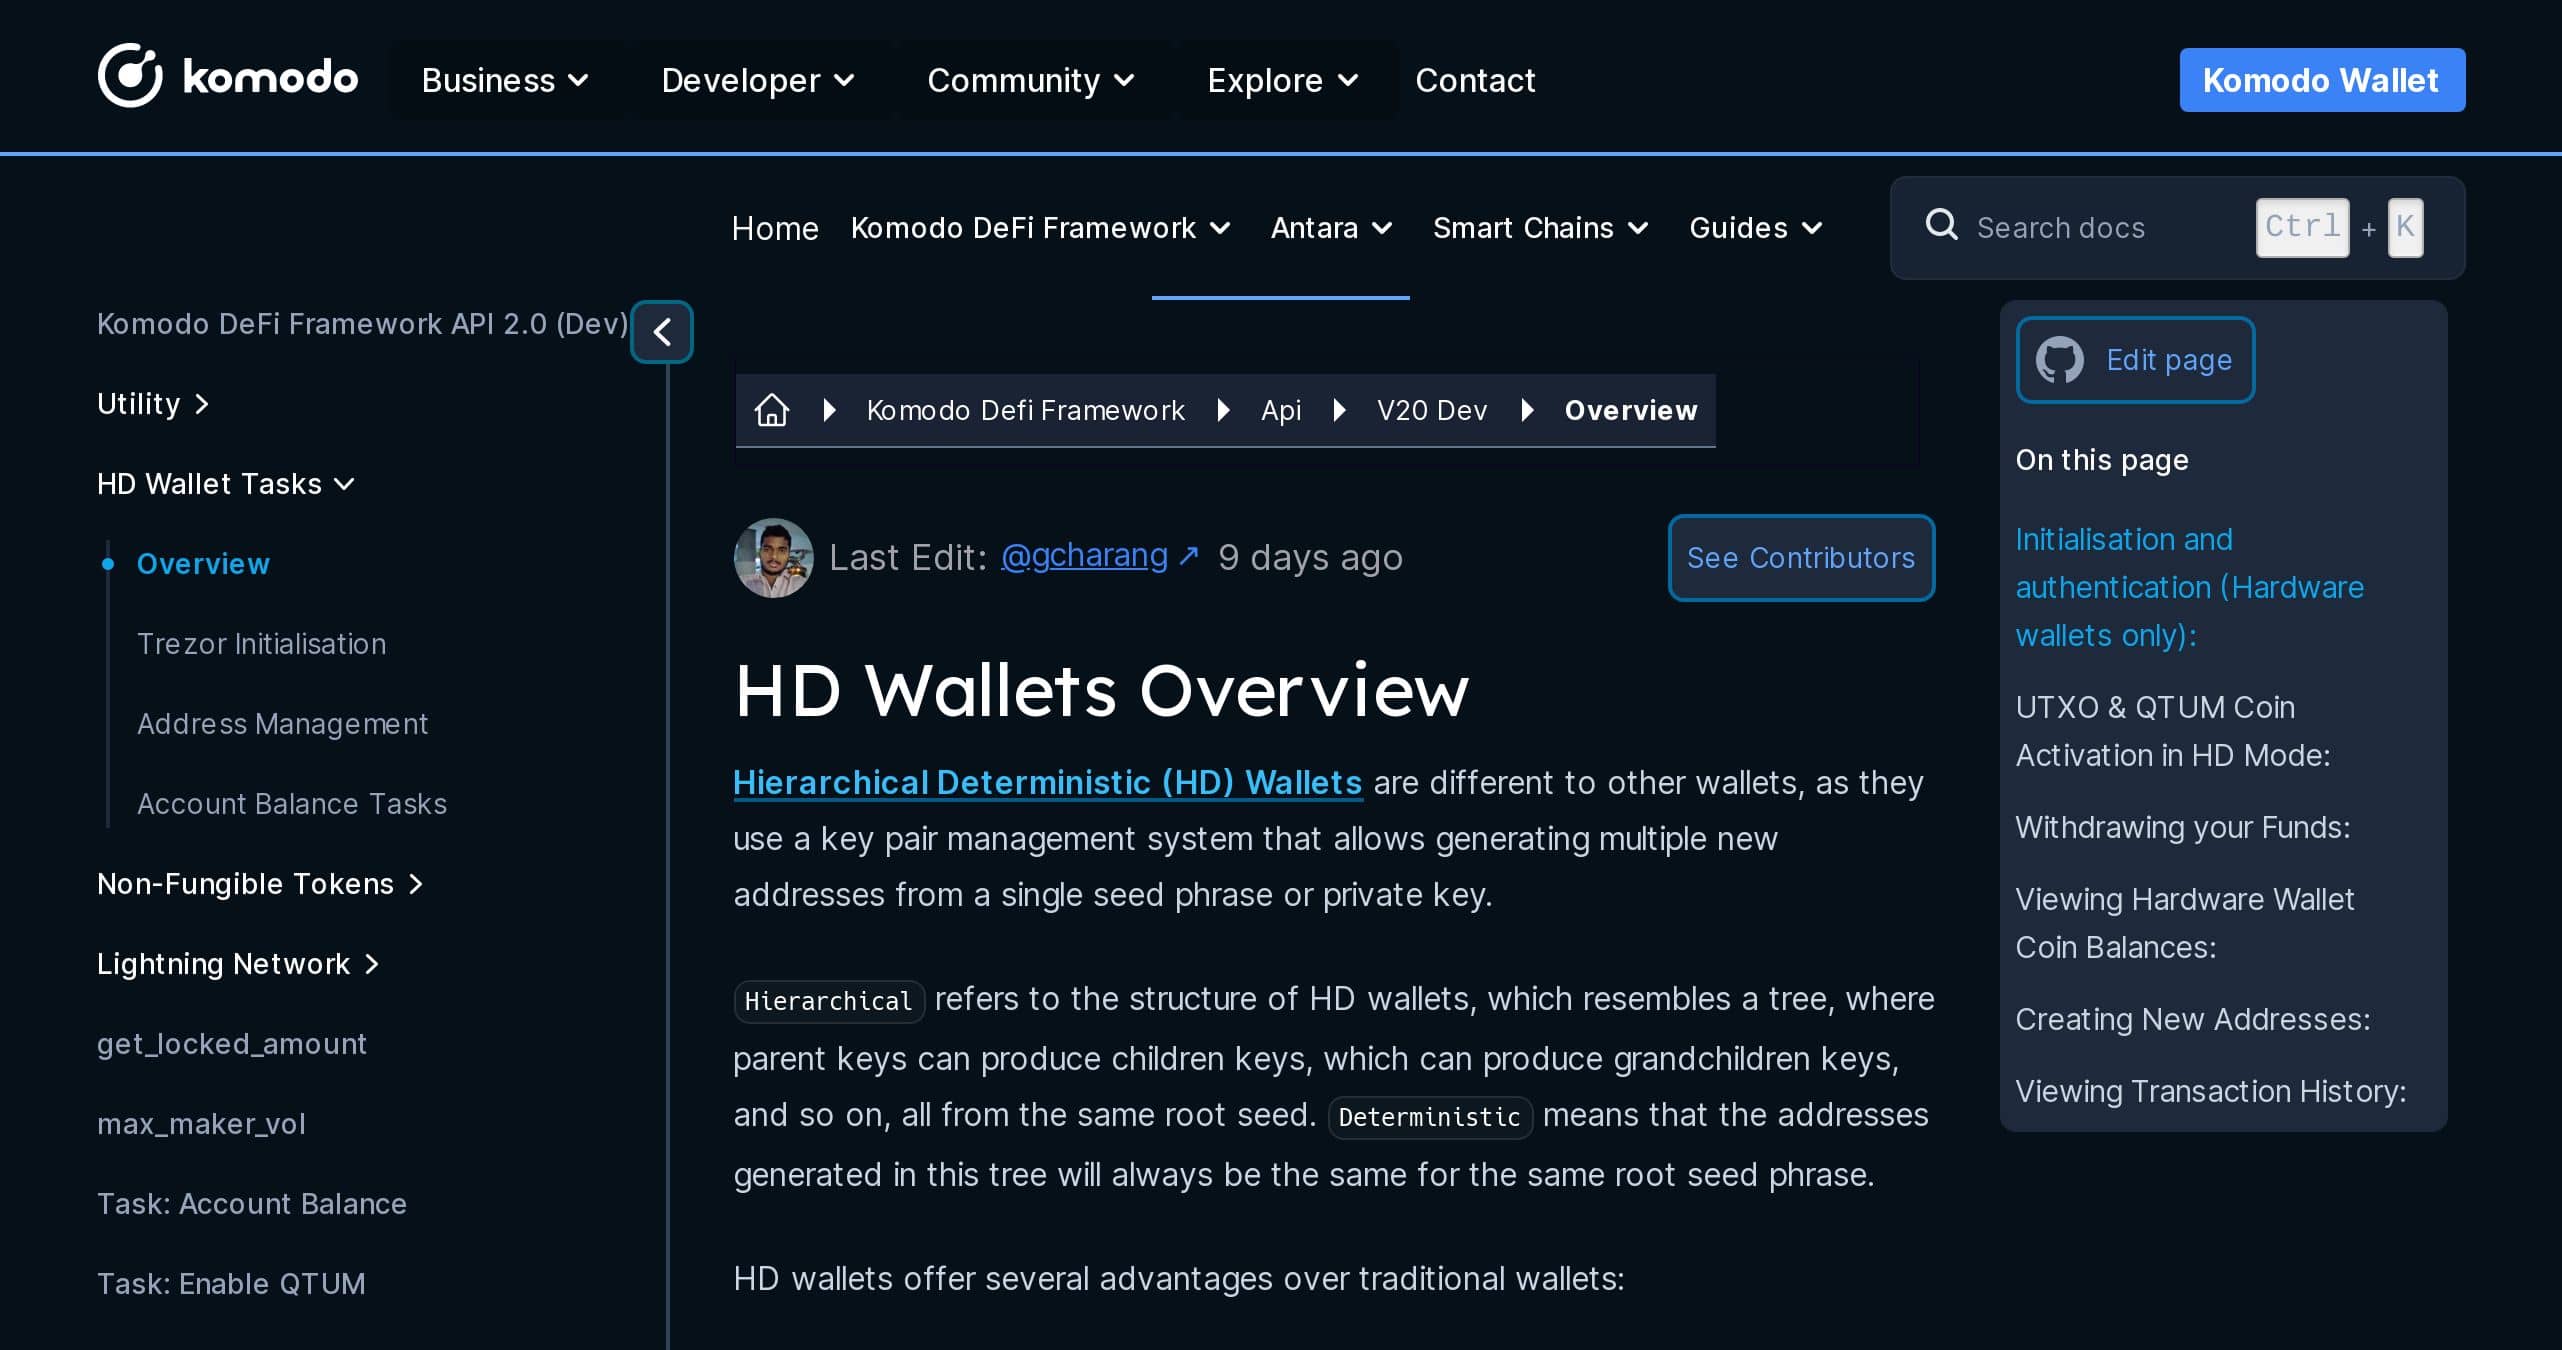 komodo Business Developer Community Explore Contact Komodo Wallet
Home Komodo DeFi Framework Antara Smart Chains Guides Search docs Ctrl + K
Komodo DeFi Framework API 2.0 (Dev)
Utility
HD Wallet Tasks
Overview
Trezor Initialisation
Address Management
Account Balance Tasks
Non-Fungible Tokens
Lightning Network
get_locked_amount
max_maker_vol
Task: Account Balance
Task: Enable QTUM
Komodo Defi Framework Api V20 Dev Overview
Last Edit: @gcharang ↗ 9 days ago See Contributors
HD Wallets Overview
Hierarchical Deterministic (HD) Wallets are different to other wallets, as they
use a key pair management system that allows generating multiple new
addresses from a single seed phrase or private key.
Hierarchical refers to the structure of HD wallets, which resembles a tree, where
parent keys can produce children keys, which can produce grandchildren keys,
and so on, all from the same root seed. Deterministic means that the addresses
generated in this tree will always be the same for the same root seed phrase.
HD wallets offer several advantages over traditional wallets:
Edit page
On this page
Initialisation and
authentication (Hardware
wallets only):
UTXO & QTUM Coin
Activation in HD Mode:
Withdrawing your Funds:
Viewing Hardware Wallet
Coin Balances:
Creating New Addresses:
Viewing Transaction History: